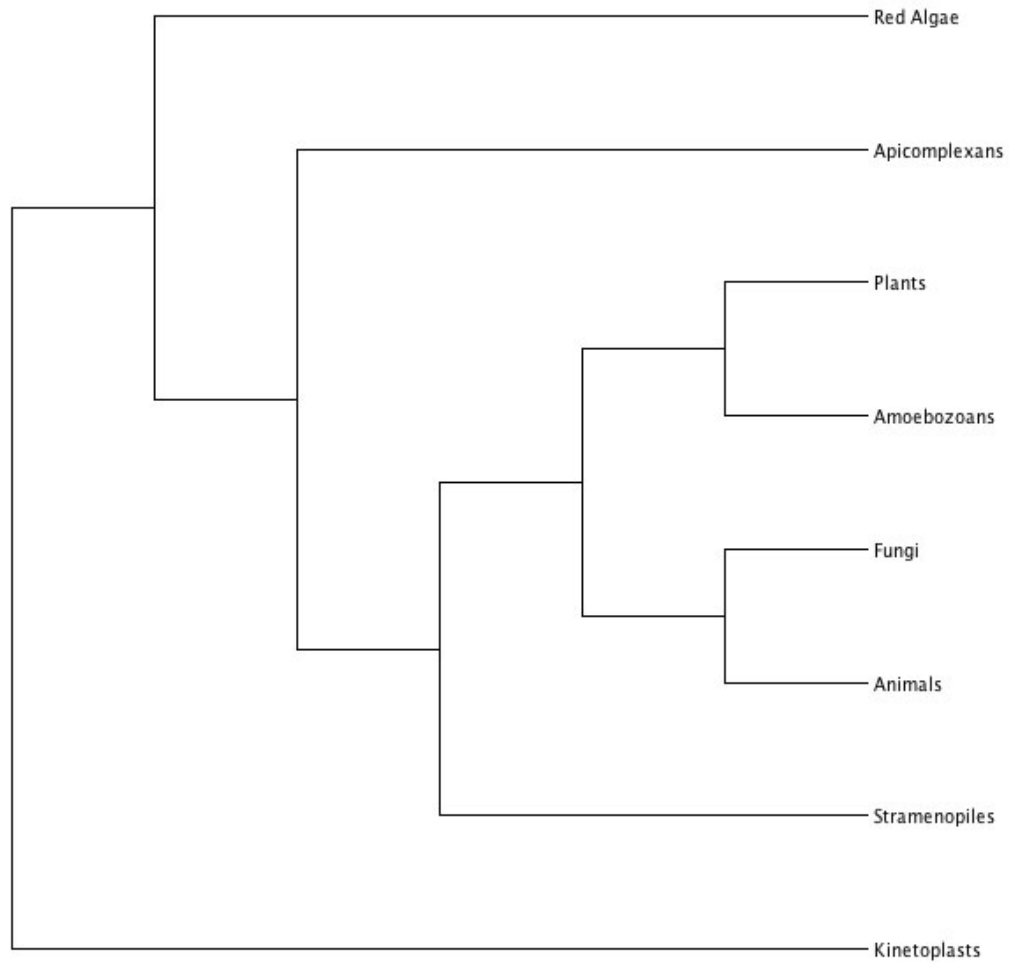 Red Algae
Apicomplexans
Plants
Amoebozoans
Fungi
Animals
Stramenopiles
Kinetoplasts